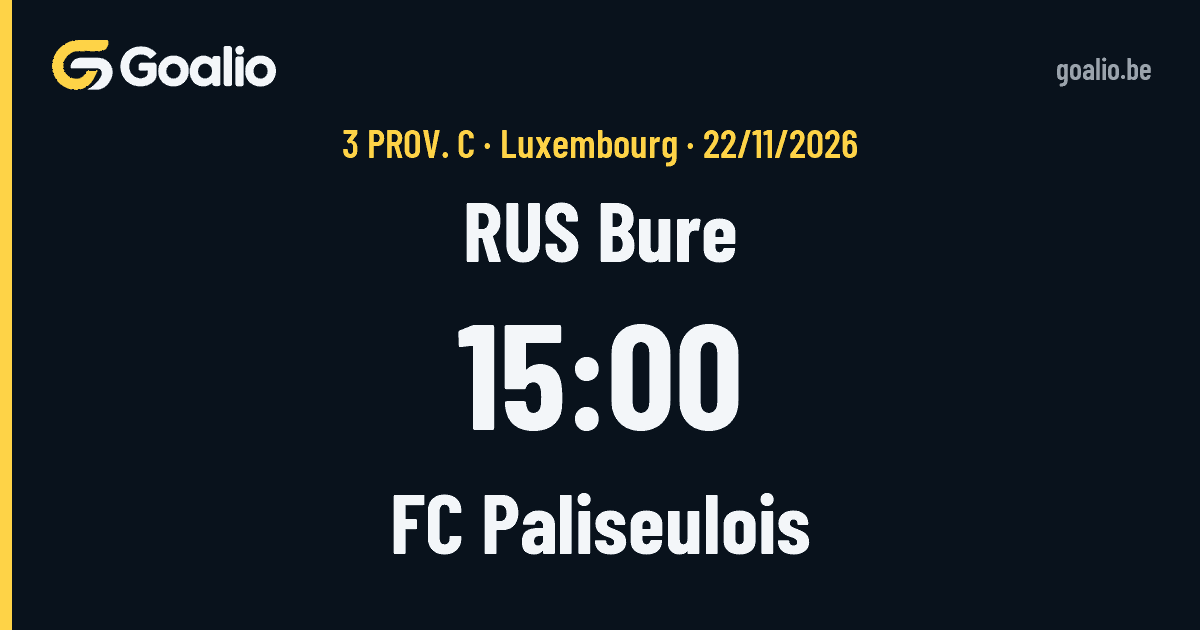 Goalio
goalio.be
3 PROV. C · Luxembourg · 22/11/2026
RUS Bure
15:00
FC Paliseulois